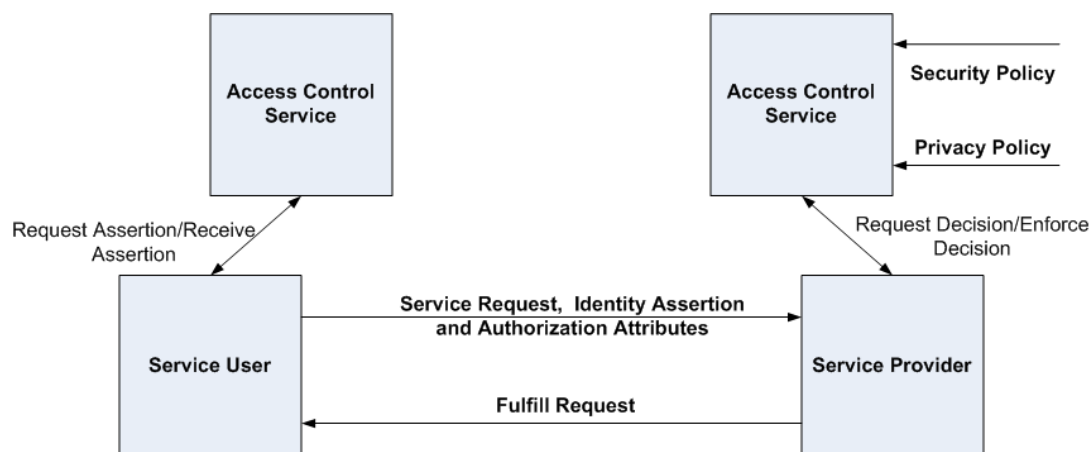 Access Control
Service
Access Control
Service
Security Policy
Privacy Policy
Request Assertion/Receive
Assertion
Request Decision/Enforce
Decision
Service Request,  Identity Assertion
and Authorization Attributes
Service User
Service Provider
Fulfill Request